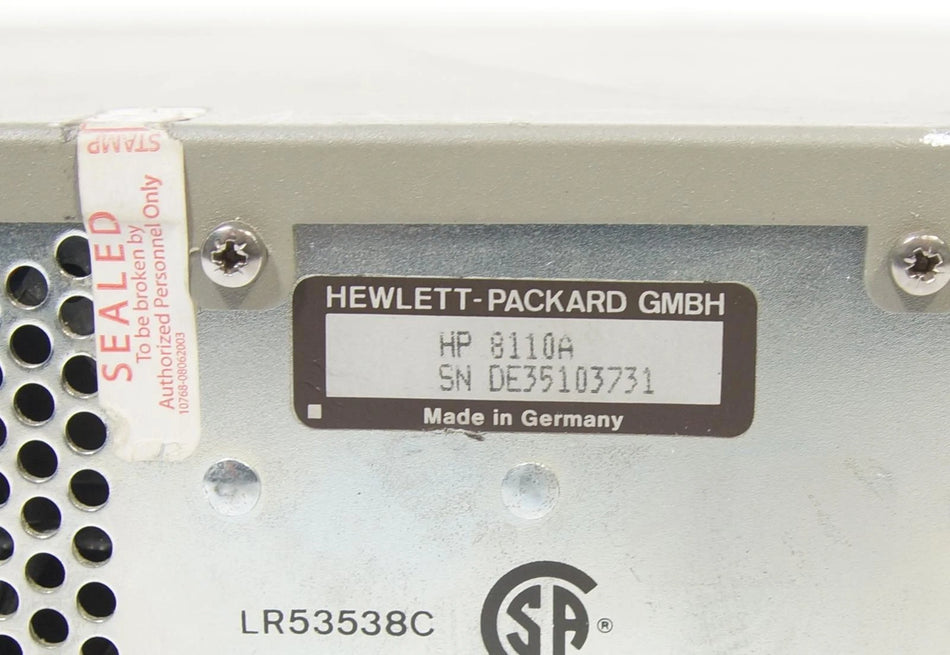 STAMP
SEALED
To be broken by
Authorized Personnel Only
10768-08062003
HEWLETT-PACKARD GMBH
HP 8110A
SN DE35103731
Made in Germany
LR53538C
SA®